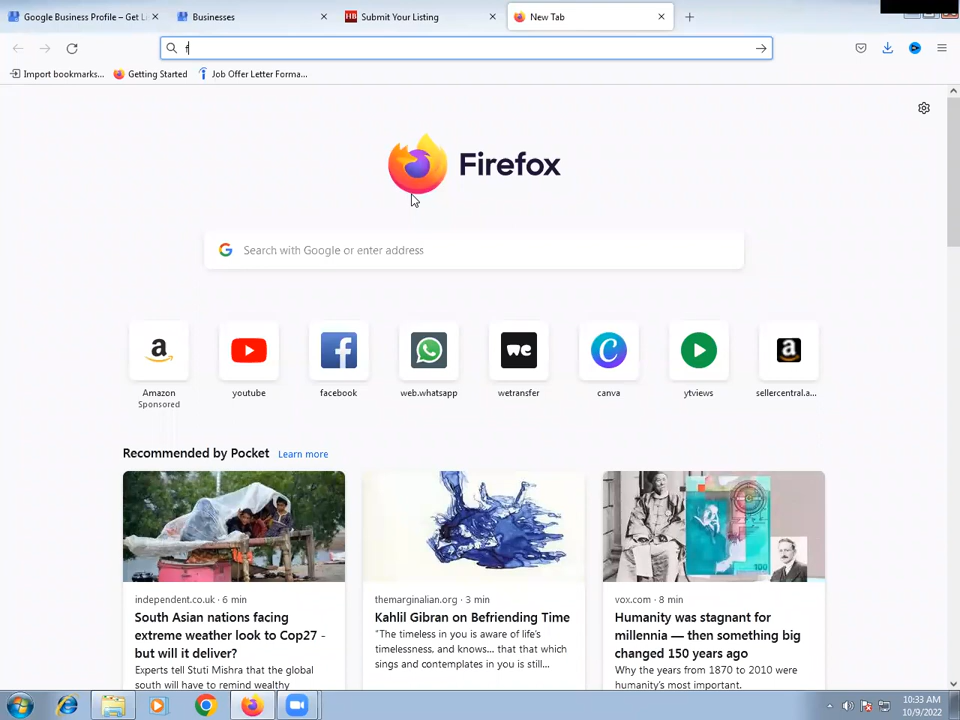 Google Business Profile – Get Li
Businesses
Submit Your Listing
New Tab
f
Import bookmarks...
Getting Started
Job Offer Letter Forma...
Firefox
Search with Google or enter address
Amazon
Sponsored
youtube
facebook
web.whatsapp
wetransfer
canva
ytviews
sellercentral.a...
Recommended by Pocket Learn more
independent.co.uk · 6 min
South Asian nations facing
extreme weather look to Cop27 -
but will it deliver?
Experts tell Stuti Mishra that the global
south will have to remind wealthy
themarginalian.org · 3 min
Kahlil Gibran on Befriending Time
"The timeless in you is aware of life's
timelessness, and knows... that that which
sings and contemplates in you is still...
vox.com · 8 min
Humanity was stagnant for
millennia — then something big
changed 150 years ago
Why the years from 1870 to 2010 were
humanity's most important.
10:33 AM
10/9/2022